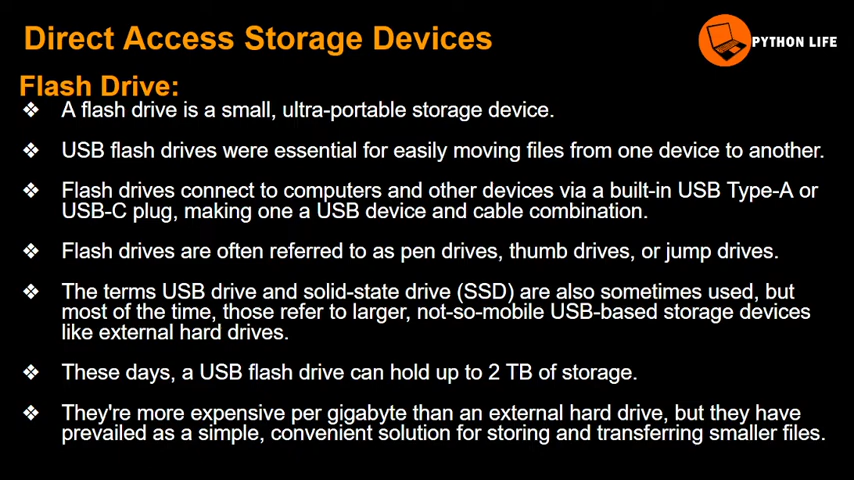 Direct Access Storage Devices
PYTHON LIFE
Flash Drive:
❖ A flash drive is a small, ultra-portable storage device.
❖ USB flash drives were essential for easily moving files from one device to another.
❖ Flash drives connect to computers and other devices via a built-in USB Type-A or
USB-C plug, making one a USB device and cable combination.
❖ Flash drives are often referred to as pen drives, thumb drives, or jump drives.
❖ The terms USB drive and solid-state drive (SSD) are also sometimes used, but
most of the time, those refer to larger, not-so-mobile USB-based storage devices
like external hard drives.
❖ These days, a USB flash drive can hold up to 2 TB of storage.
❖ They're more expensive per gigabyte than an external hard drive, but they have
prevailed as a simple, convenient solution for storing and transferring smaller files.